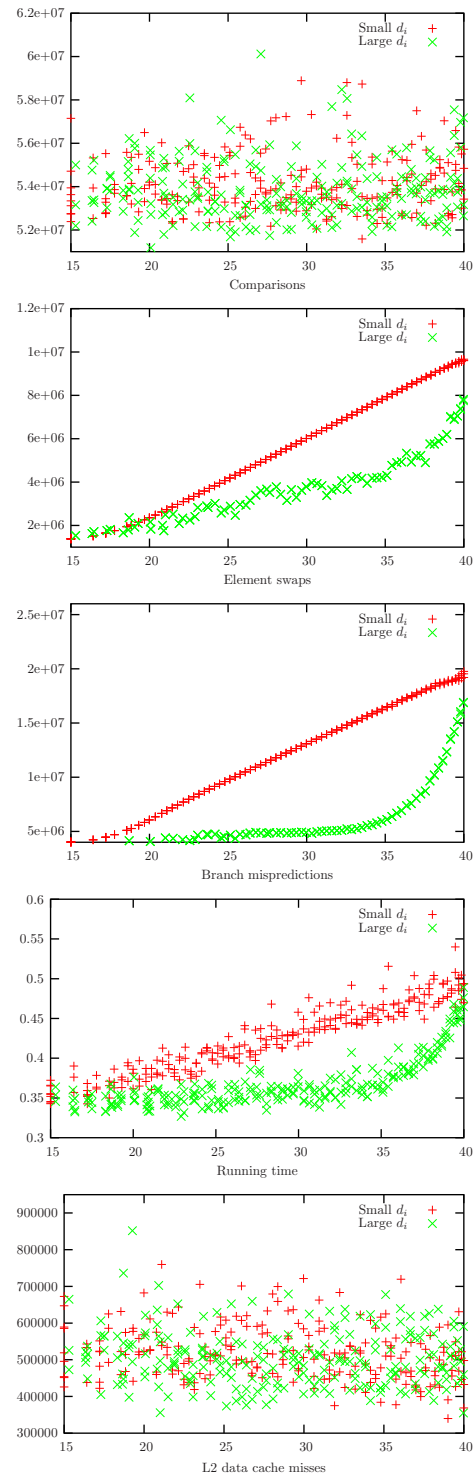 6.2e+07
Small d_i
Large d_i
6e+07
5.8e+07
5.6e+07
5.4e+07
5.2e+07
15 20 25 30 35 40
Comparisons
1.2e+07
Small d_i
Large d_i
1e+07
8e+06
6e+06
4e+06
2e+06
15 20 25 30 35 40
Element swaps
2.5e+07
Small d_i
Large d_i
2e+07
1.5e+07
1e+07
5e+06
15 20 25 30 35 40
Branch mispredictions
0.6
Small d_i
Large d_i
0.55
0.5
0.45
0.4
0.35
0.3
15 20 25 30 35 40
Running time
900000
Small d_i
Large d_i
800000
700000
600000
500000
400000
300000
15 20 25 30 35 40
L2 data cache misses